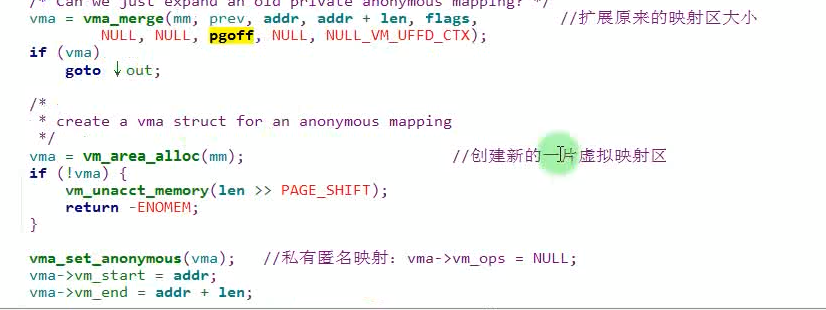 /* Can we just expand an old private anonymous mapping? */
vma = vma_merge(mm, prev, addr, addr + len, flags, //扩展原来的映射区大小
NULL, NULL, pgoff, NULL, NULL_VM_UFFD_CTX);
if (vma)
goto ↓out;
/*
* create a vma struct for an anonymous mapping
*/
vma = vm_area_alloc(mm); //创建新的一片虚拟映射区
if (!vma) {
vm_unacct_memory(len >> PAGE_SHIFT);
return -ENOMEM;
}
vma_set_anonymous(vma); //私有匿名映射：vma->vm_ops = NULL;
vma->vm_start = addr;
vma->vm_end = addr + len;